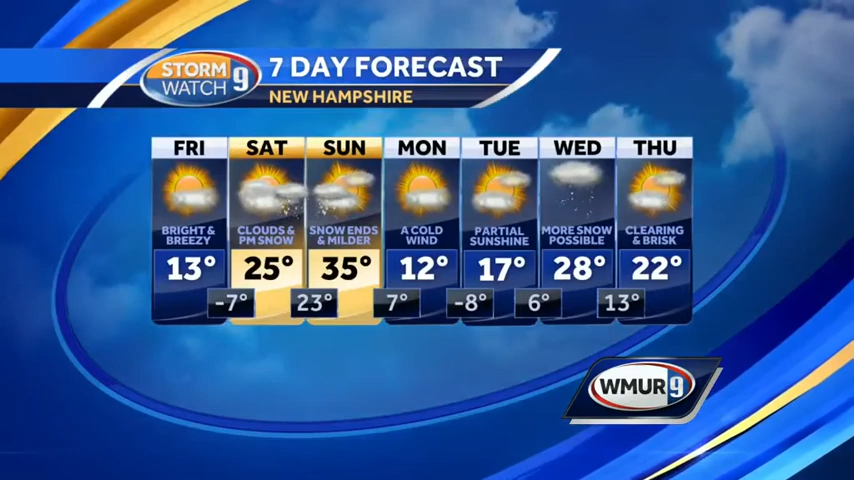 STORM
WATCH 9
7 DAY FORECAST
NEW HAMPSHIRE
FRI SAT SUN MON TUE WED THU
BRIGHT & BREEZY
CLOUDS & PM SNOW
SNOW ENDS & MILDER
A COLD WIND
PARTIAL SUNSHINE
MORE SNOW POSSIBLE
CLEARING & BRISK
13° 25° 35° 12° 17° 28° 22°
-7° 23° 7° -8° 6° 13°
WMUR 9